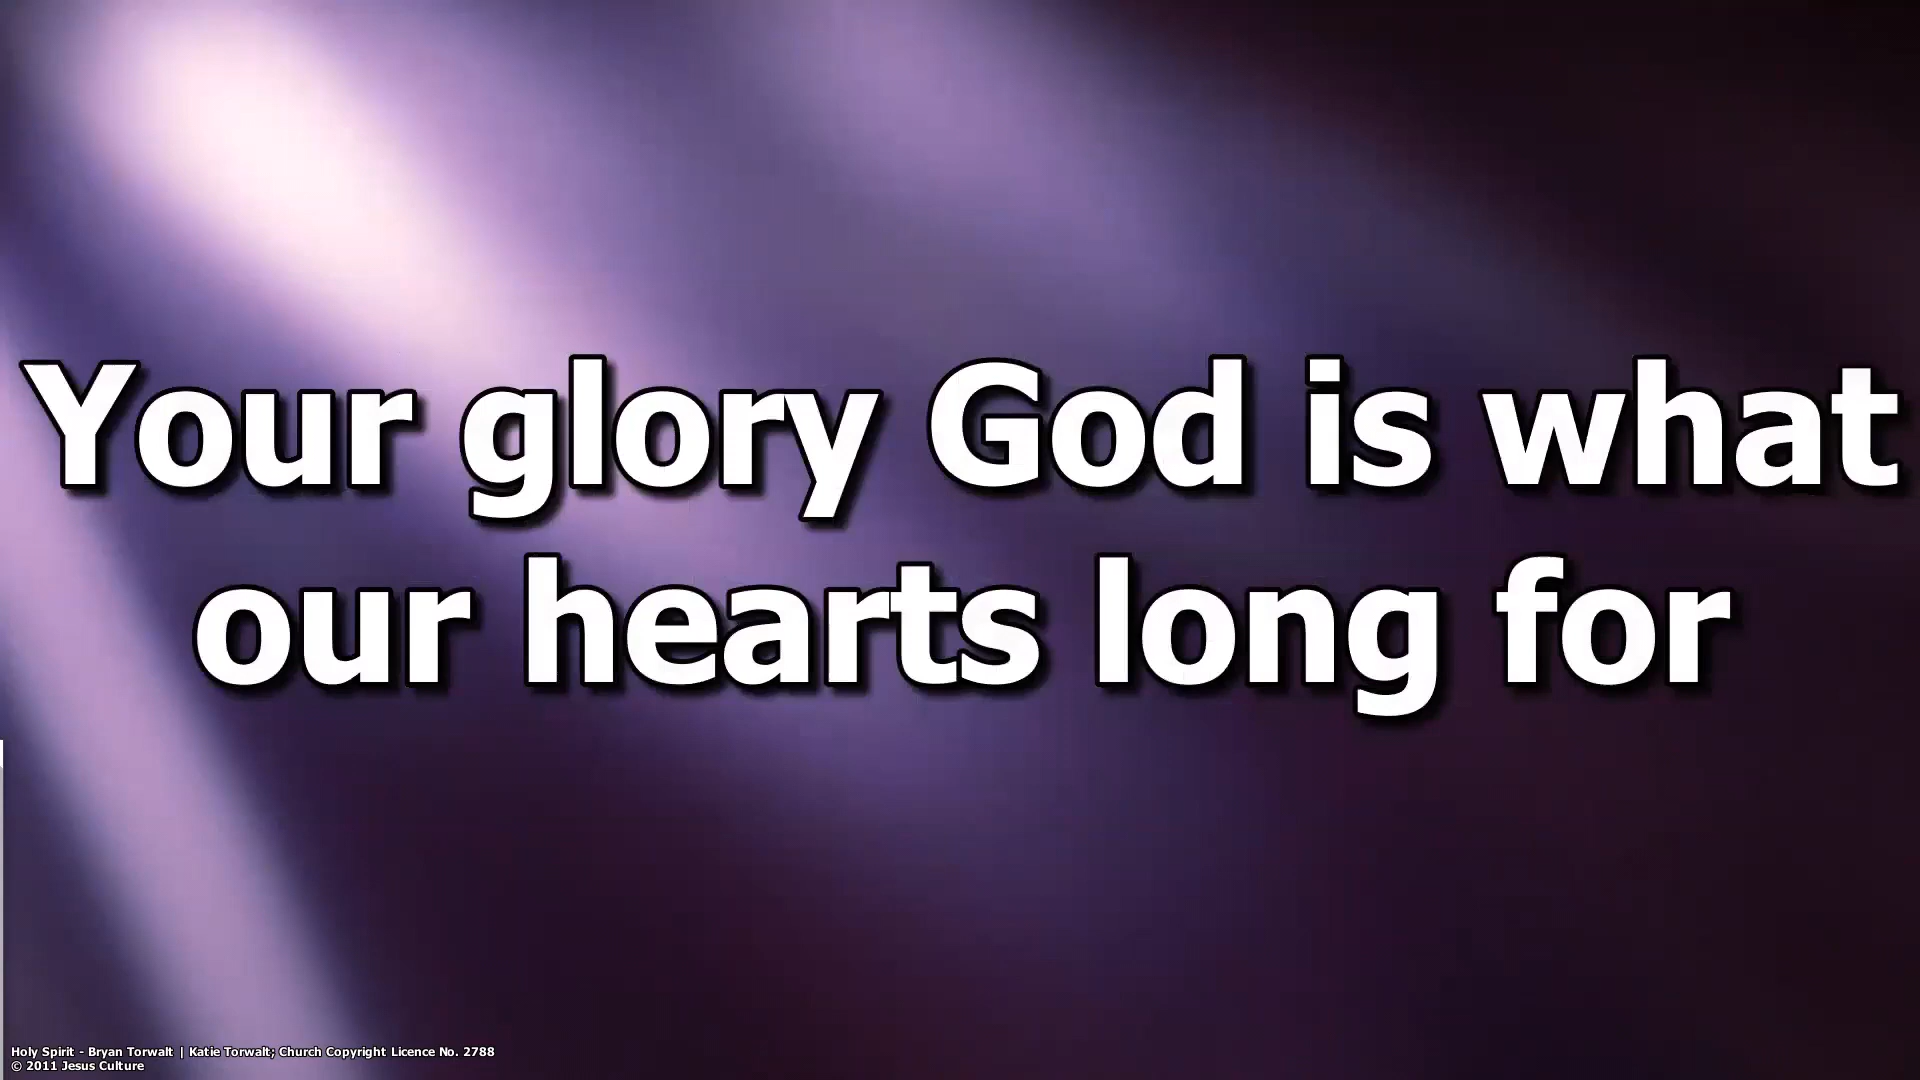 Your glory God is what
our hearts long for
Holy Spirit - Bryan Torwalt | Katie Torwalt; Church Copyright Licence No. 2788
© 2011 Jesus Culture